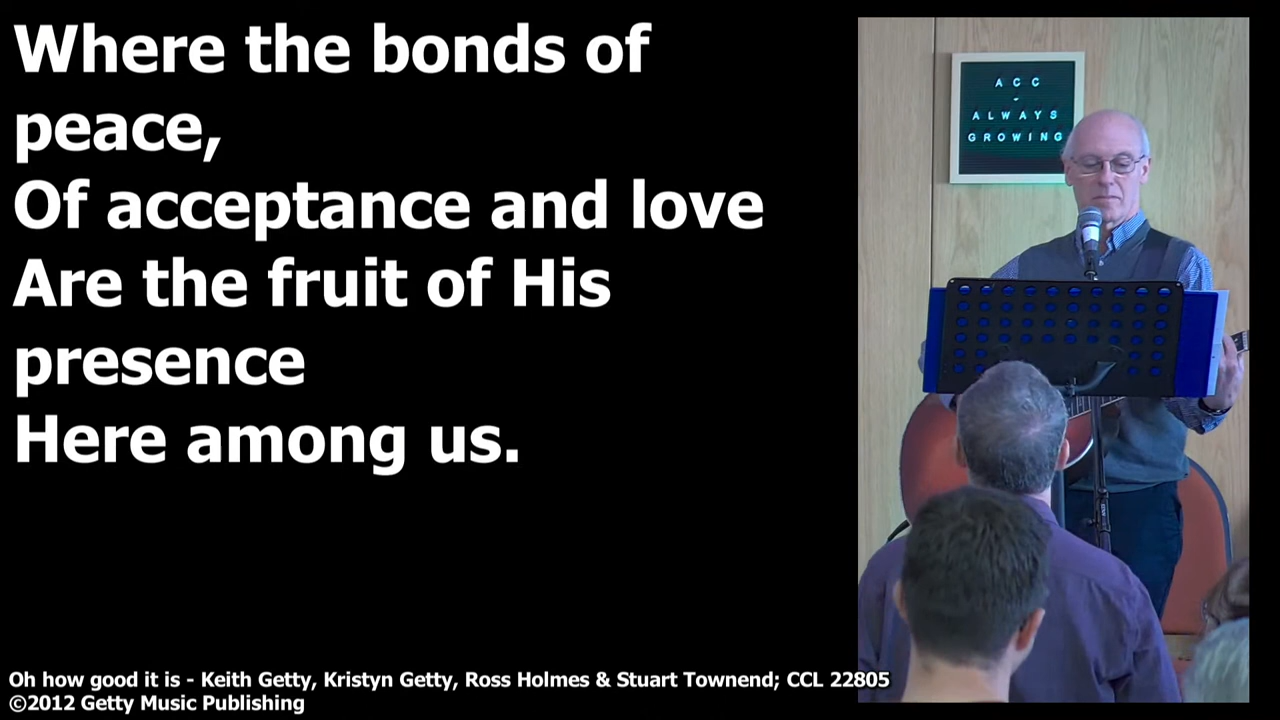 Where the bonds of
peace,
Of acceptance and love
Are the fruit of His
presence
Here among us.
ACC
-
ALWAYS
GROWING
Oh how good it is - Keith Getty, Kristyn Getty, Ross Holmes & Stuart Townend; CCL 22805
©2012 Getty Music Publishing